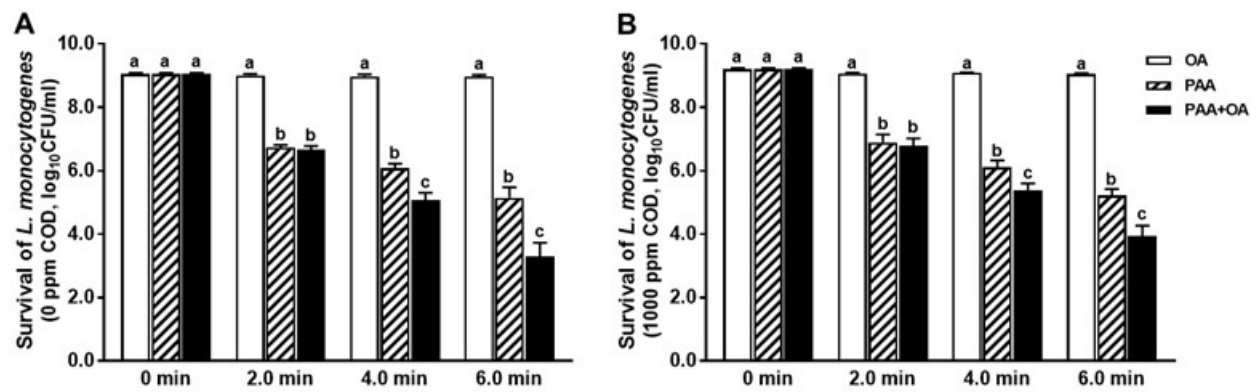 A
Survival of L. monocytogenes
(0 ppm COD, log₁₀CFU/ml)
10.0
8.0
6.0
4.0
2.0
0.0
a a a
a
b b
a
b
c
a
b
c
0 min 2.0 min 4.0 min 6.0 min
B
Survival of L. monocytogenes
(1000 ppm COD, log₁₀CFU/ml)
10.0
8.0
6.0
4.0
2.0
0.0
a a a
a
b b
a
b
c
a
b
c
0 min 2.0 min 4.0 min 6.0 min
OA
PAA
PAA+OA